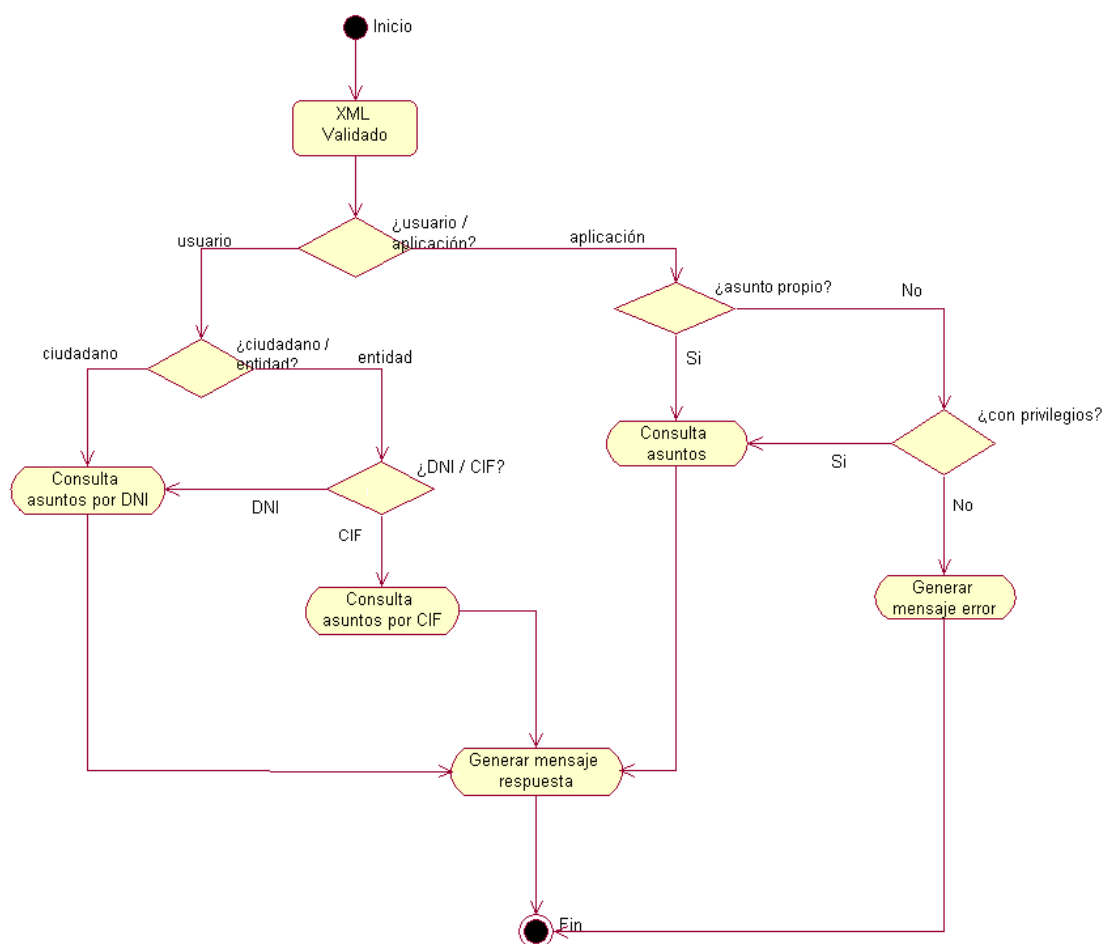 Inicio
XML
Validado
¿usuario /
aplicación?
usuario
aplicación
¿asunto propio?
No
¿ciudadano /
entidad?
ciudadano
entidad
Si
¿con privilegios?
Consulta
asuntos
Si
¿DNI / CIF?
Consulta
asuntos por DNI
DNI
No
CIF
Consulta
asuntos por CIF
Generar
mensaje error
Generar mensaje
respuesta
Fin